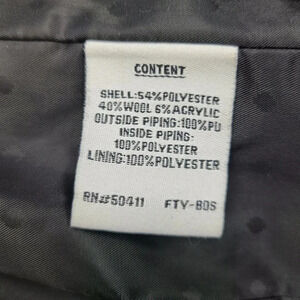 CONTENT
SHELL:54%POLYESTER
40%WOOL 6%ACRYLIC
OUTSIDE PIPING:100%PU
INSIDE PIPING:
100%POLYESTER
LINING:100%POLYESTER
RN#50411 FTY-BDS